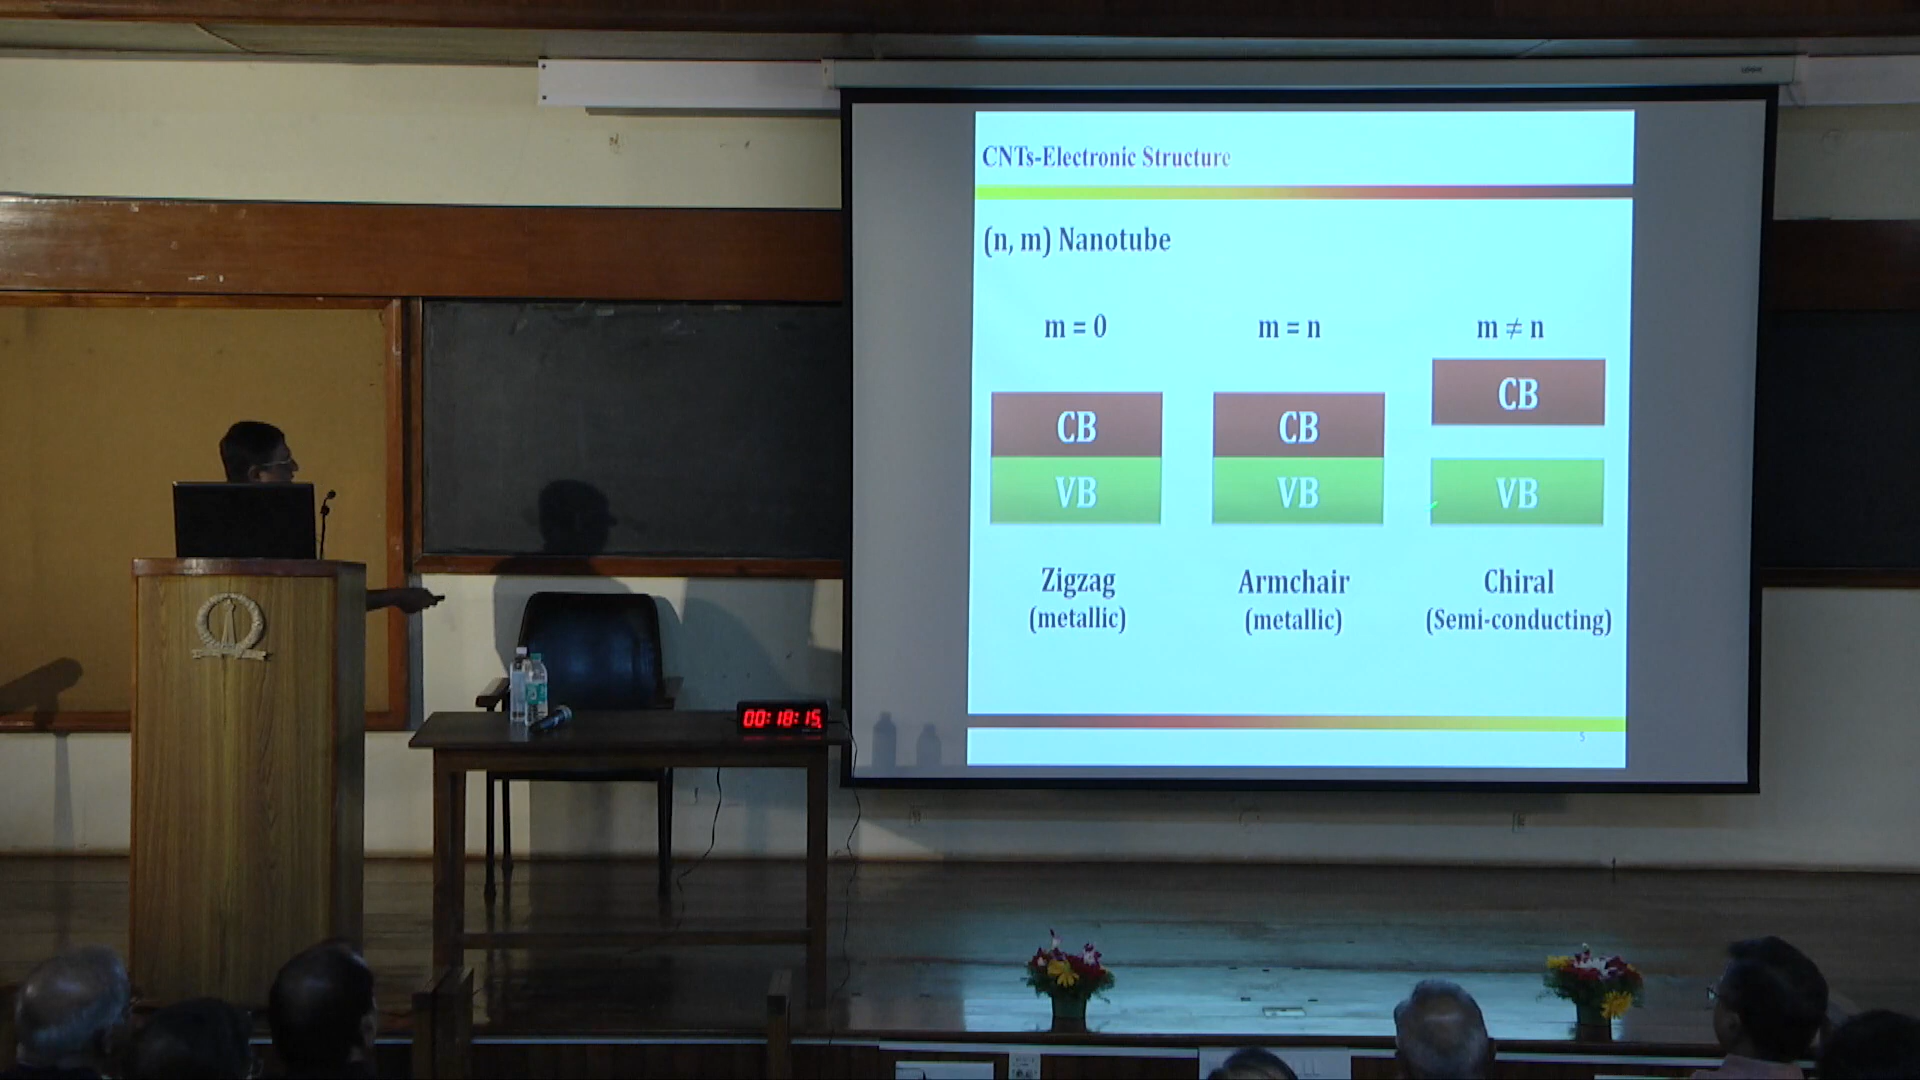 CNTs-Electronic Structure
(n, m) Nanotube
m = 0 m = n m ≠ n
CB CB CB
VB VB VB
Zigzag Armchair Chiral
(metallic) (metallic) (Semi-conducting)
5
00:18:15